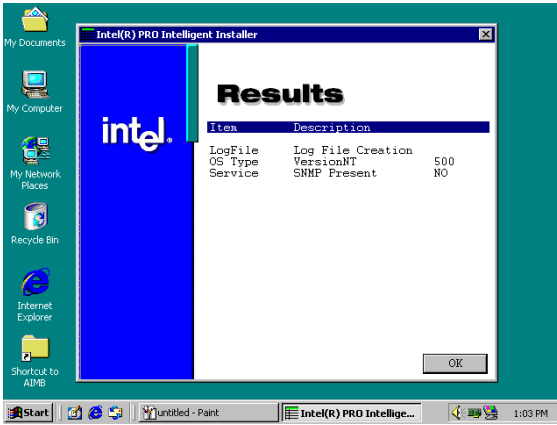 My Documents
My Computer
My Network
Places
Recycle Bin
Internet
Explorer
Shortcut to
AIMB
Intel(R) PRO Intelligent Installer
intel.
Results
Item Description
LogFile Log File Creation
OS Type VersionNT 500
Service SNMP Present NO
OK
Start
untitled - Paint
Intel(R) PRO Intellige...
1:03 PM